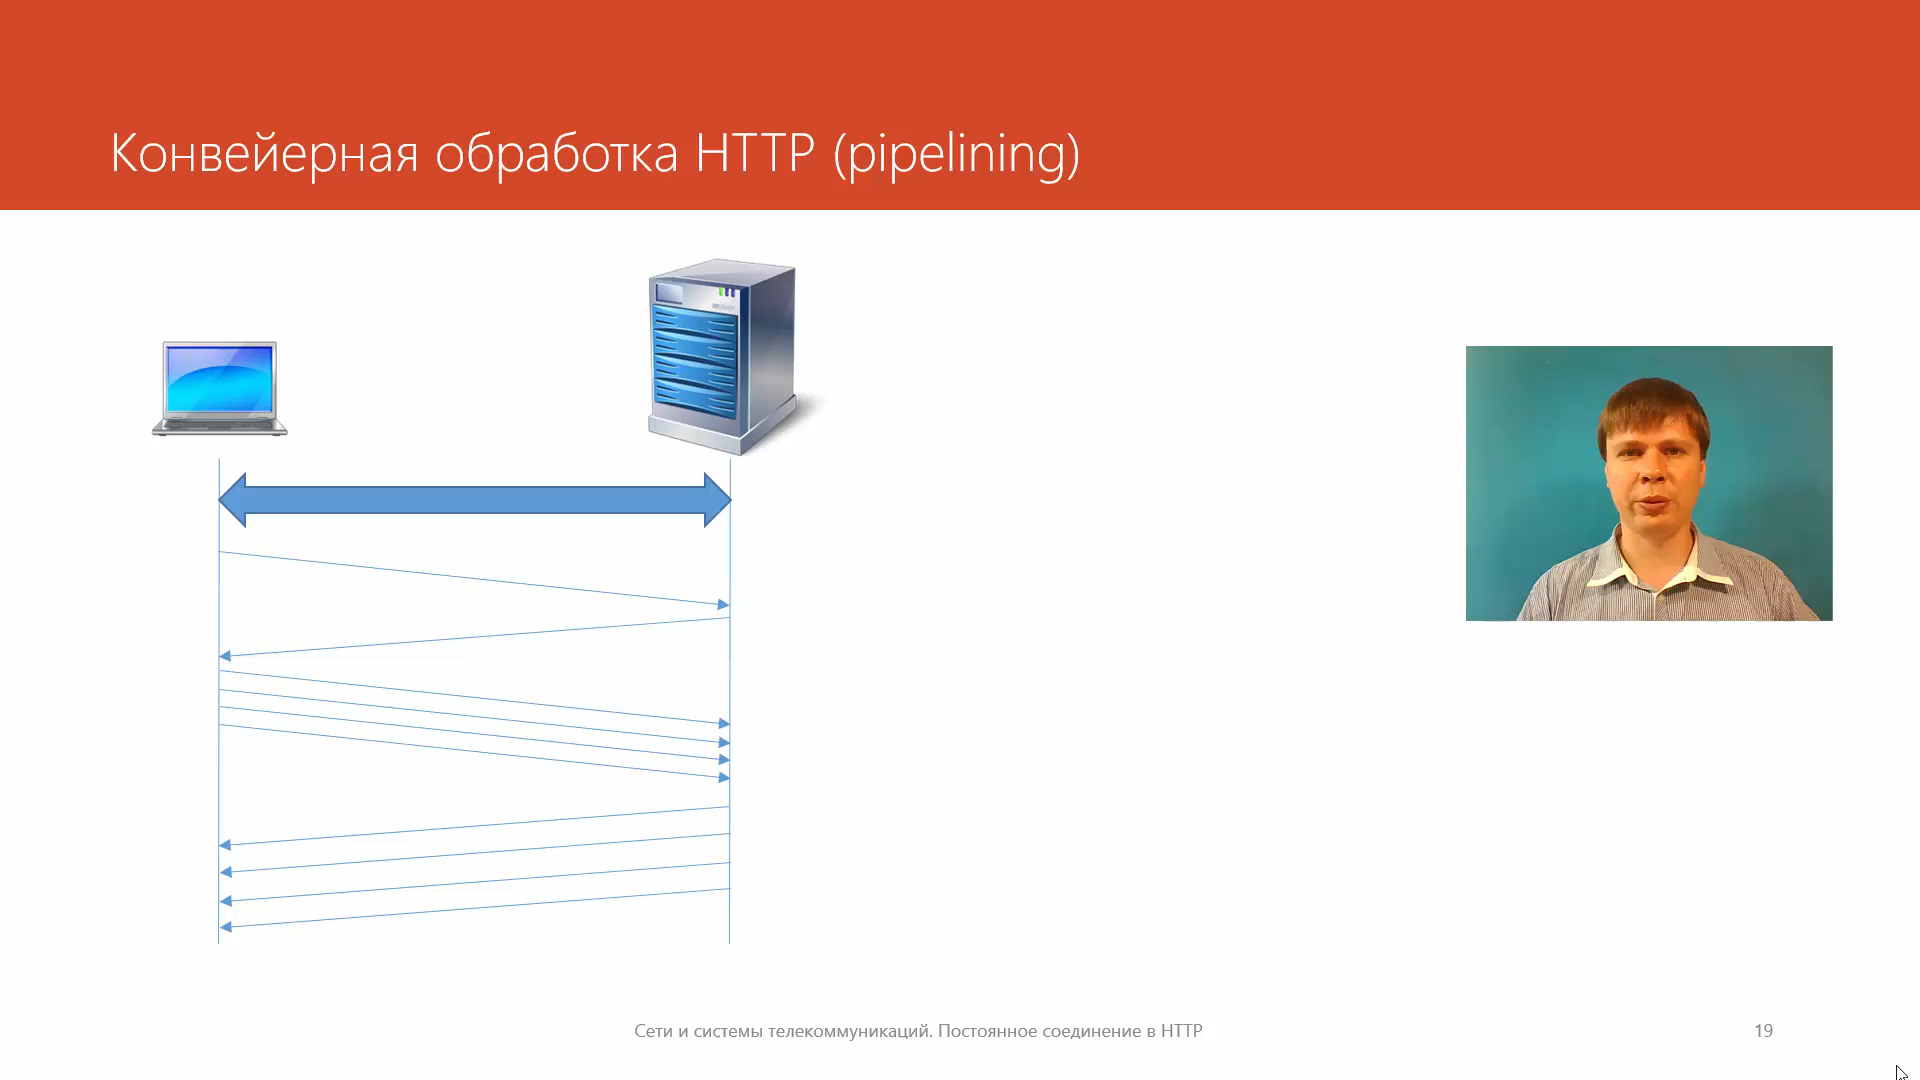 Конвейерная обработка HTTP (pipelining)
Сети и системы телекоммуникаций. Постоянное соединение в HTTP
19